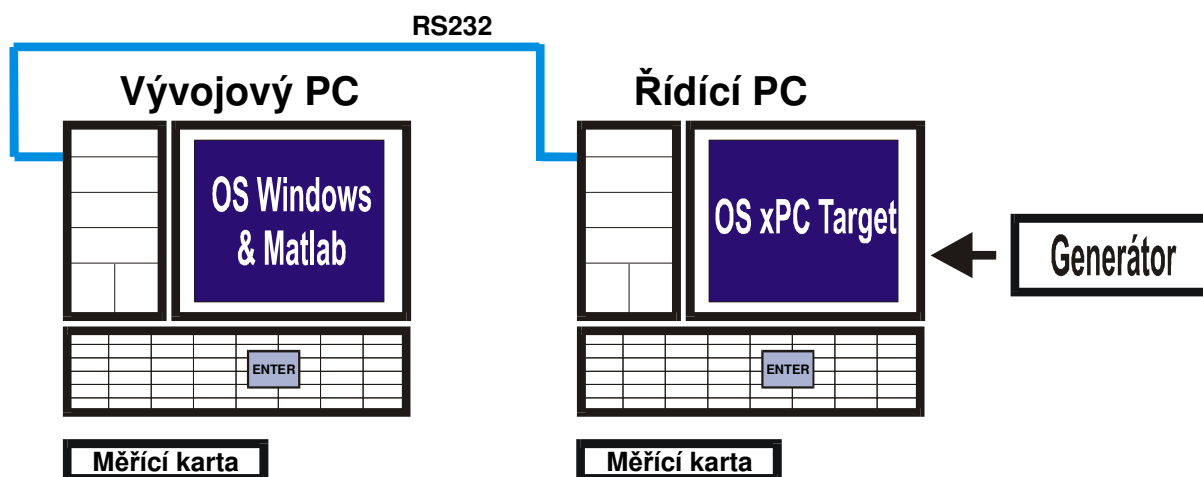 RS232
Vývojový PC
Řídící PC
OS Windows
& Matlab
OS xPC Target
Generátor
ENTER
ENTER
Měřící karta
Měřící karta